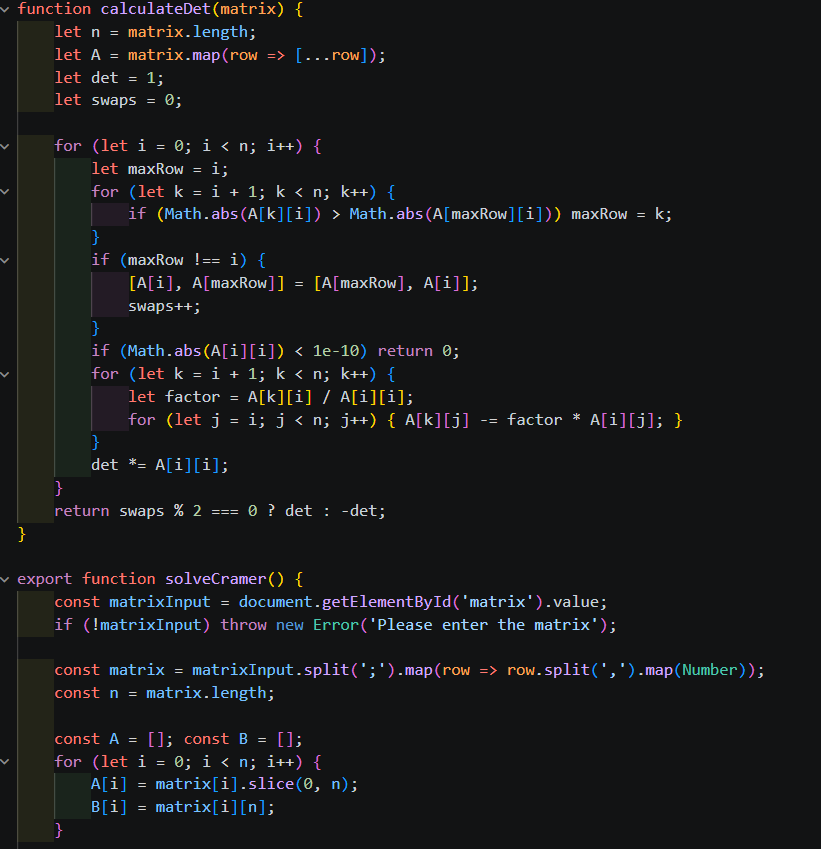 function calculateDet(matrix) {
    let n = matrix.length;
    let A = matrix.map(row => [...row]);
    let det = 1;
    let swaps = 0;

    for (let i = 0; i < n; i++) {
        let maxRow = i;
        for (let k = i + 1; k < n; k++) {
            if (Math.abs(A[k][i]) > Math.abs(A[maxRow][i])) maxRow = k;
        }
        if (maxRow !== i) {
            [A[i], A[maxRow]] = [A[maxRow], A[i]];
            swaps++;
        }
        if (Math.abs(A[i][i]) < 1e-10) return 0;
        for (let k = i + 1; k < n; k++) {
            let factor = A[k][i] / A[i][i];
            for (let j = i; j < n; j++) { A[k][j] -= factor * A[i][j]; }
        }
        det *= A[i][i];
    }
    return swaps % 2 === 0 ? det : -det;
}

export function solveCramer() {
    const matrixInput = document.getElementById('matrix').value;
    if (!matrixInput) throw new Error('Please enter the matrix');

    const matrix = matrixInput.split(';').map(row => row.split(',').map(Number));
    const n = matrix.length;

    const A = []; const B = [];
    for (let i = 0; i < n; i++) {
        A[i] = matrix[i].slice(0, n);
        B[i] = matrix[i][n];
    }